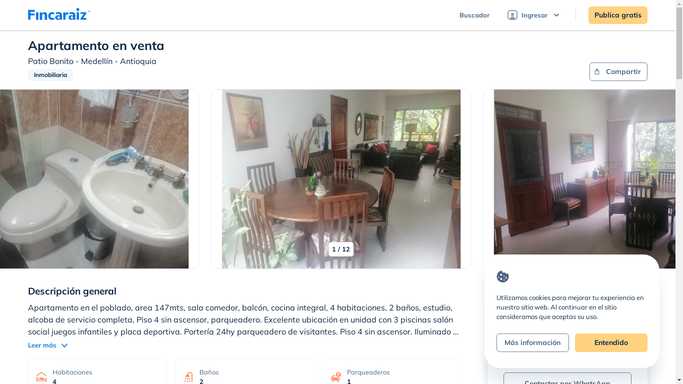 Fincaraiz
Buscador
Ingresar
Publica gratis
Apartamento en venta
Patio Bonito - Medellín - Antioquia
Inmobiliaria
Compartir
1 / 12
Descripción general
Apartamento en el poblado, area 147mts, sala comedor, balcón, cocina integral, 4 habitaciones, 2 baños, estudio,
alcoba de servicio completa, Piso 4 sin ascensor, parqueadero. Excelente ubicación en unidad con 3 piscinas salón
social juegos infantiles y placa deportiva. Portería 24hy parqueadero de visitantes. Piso 4 sin ascensor. Iluminado ...
Leer más
Habitaciones
4
Baños
2
Parqueaderos
1
Utilizamos cookies para mejorar tu experiencia en
nuestro sitio web. Al continuar en el sitio
consideramos que aceptas su uso.
Más información
Entendido
Contactar por WhatsApp